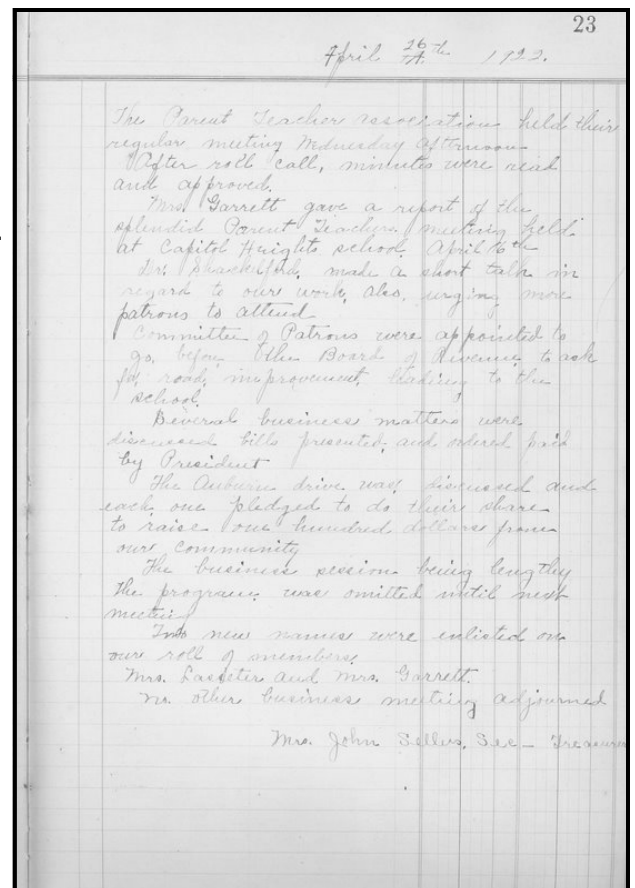 23
April 26th 1922.
The Parent Teacher association held their
regular meeting Wednesday afternoon
After roll call, minutes were read
and approved.
Mrs. Garrett gave a report of the
splendid Parent Teachers meeting held
at Capitol Heights school. April 16th
Dr. Shackelford, made a short talk in
regard to our work, also, urging more
patrons to attend
Committee of Patrons were appointed to
go before the Board of Revenue, to ask
for road, improvement, leading to the
school.
Several business matters were
discussed bills presented, and ordered paid
by President
The Auburn drive was, discussed and
each one pledged to do their share
to raise one hundred dollars from
our community
The business session being lengthy
the program was omitted until next
meeting
Two new names were enlisted on
our roll of members,
Mrs. Lasseter and Mrs. Garrett.
No. other business meeting adjourned
Mrs. John Sellers, Sec - Treasurer